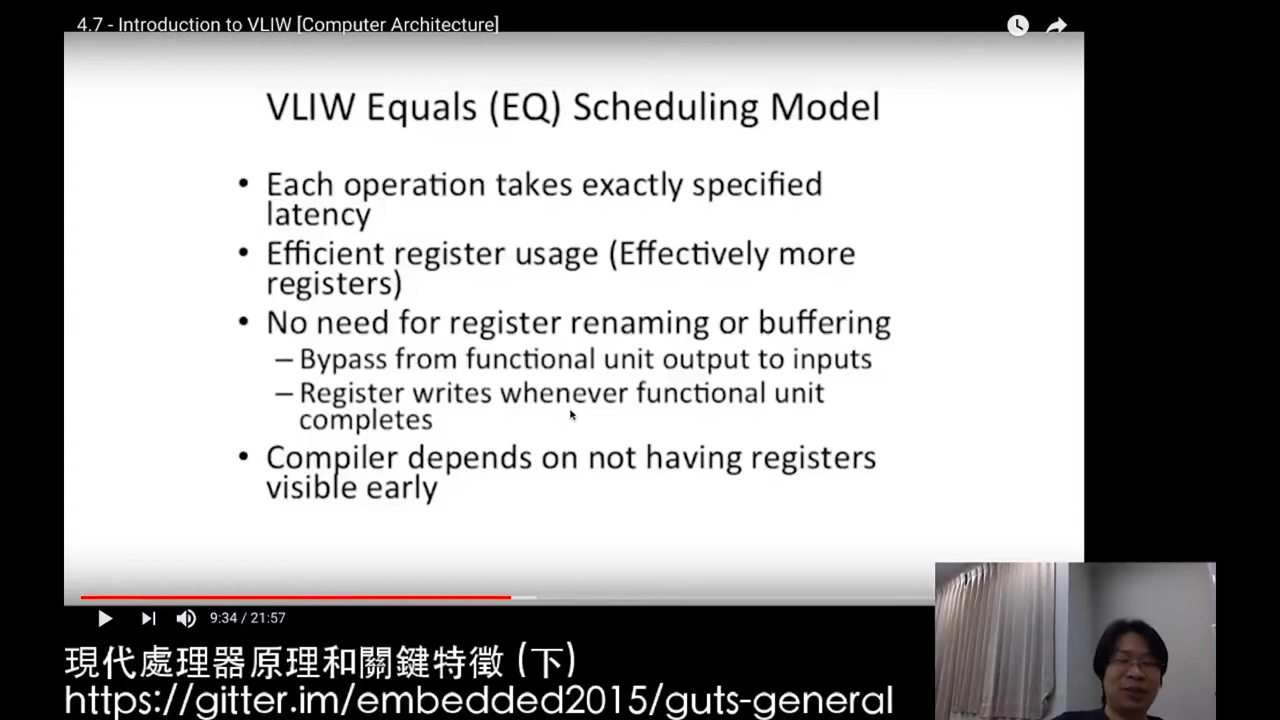 4.7 - Introduction to VLIW [Computer Architecture]
VLIW Equals (EQ) Scheduling Model
• Each operation takes exactly specified
latency
• Efficient register usage (Effectively more
registers)
• No need for register renaming or buffering
– Bypass from functional unit output to inputs
– Register writes whenever functional unit
completes
• Compiler depends on not having registers
visible early
9:34 / 21:57
現代處理器原理和關鍵特徵 (下)
https://gitter.im/embedded2015/guts-general